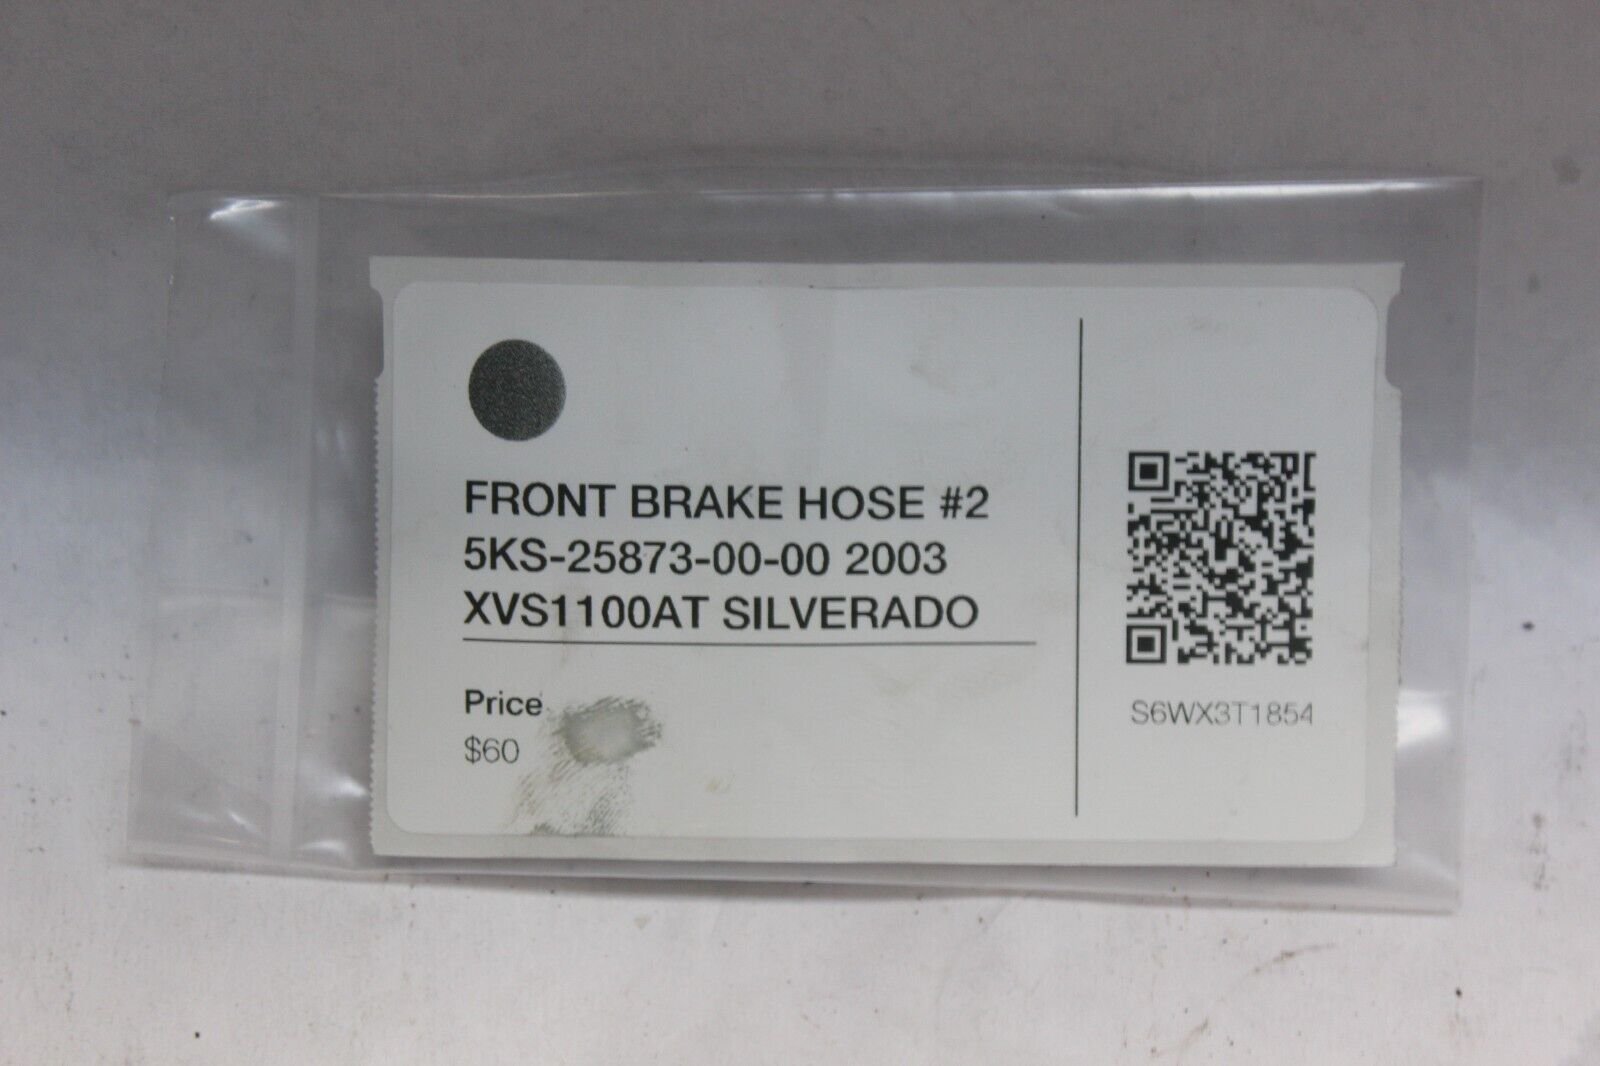 FRONT BRAKE HOSE #2
5KS-25873-00-00 2003
XVS1100AT SILVERADO
Price
$60
S6WX3T1854